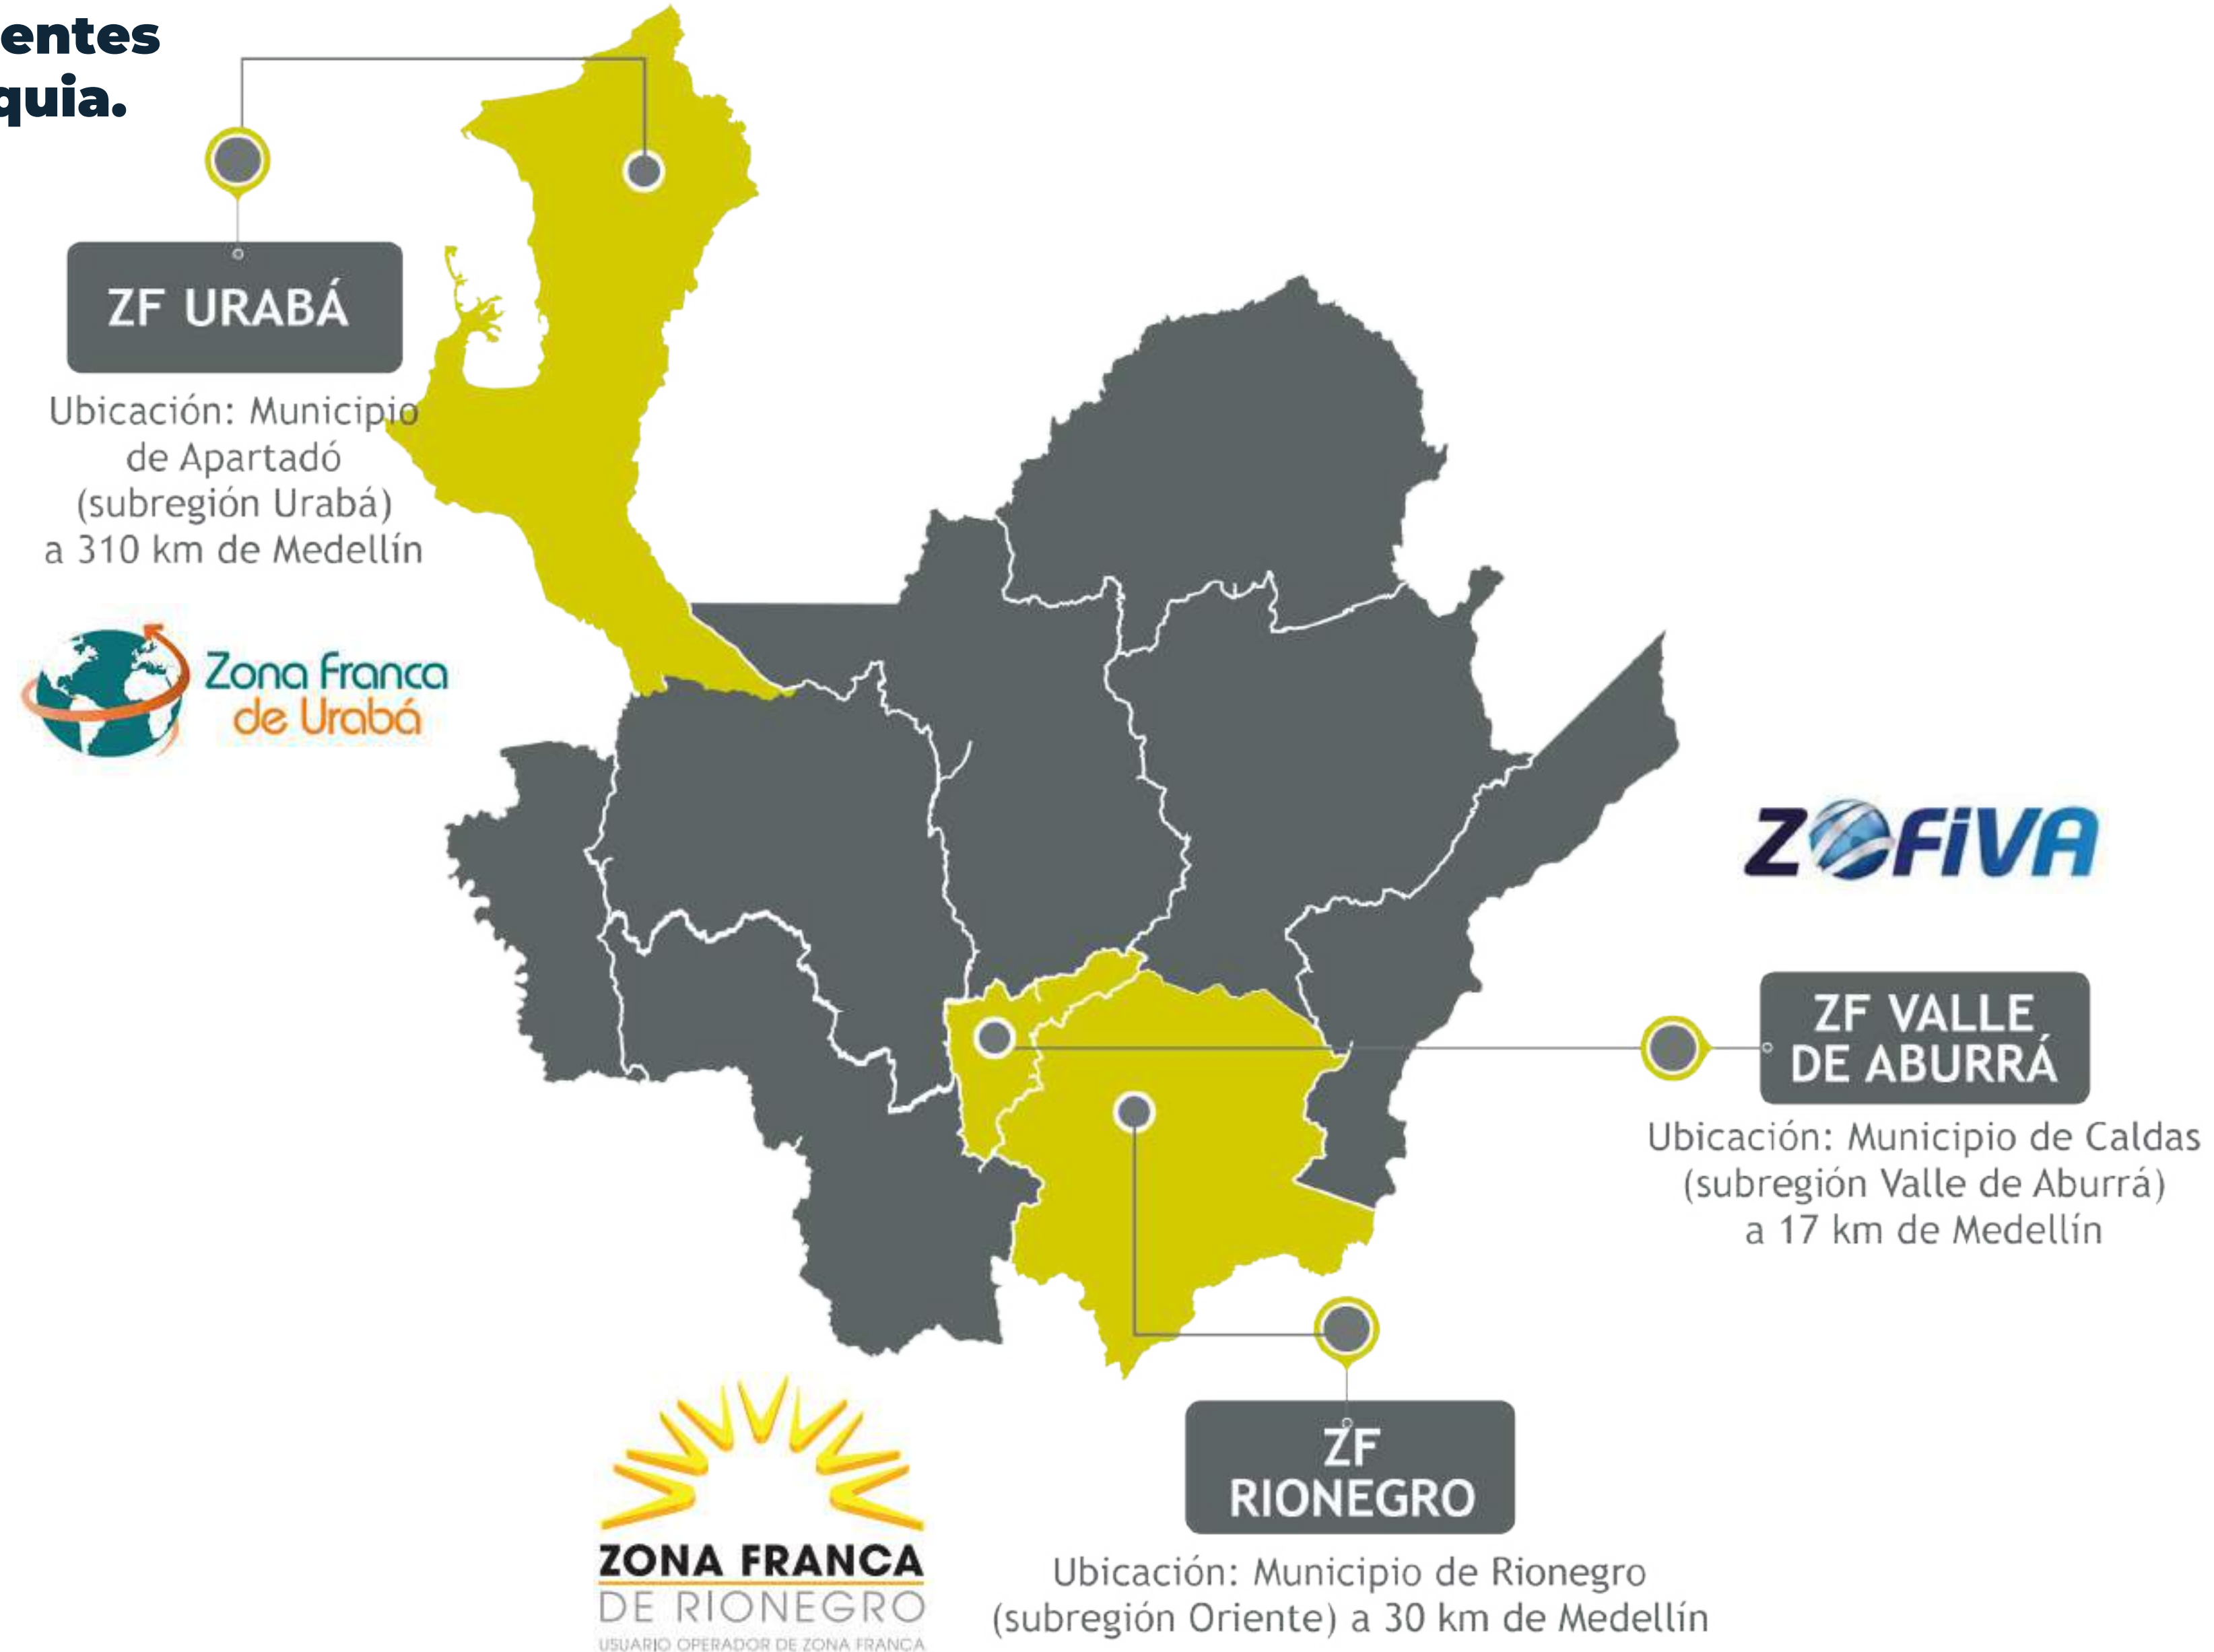 entes
quia.
ZF URABÁ
Ubicación: Municipio
de Apartadó
(subregión Urabá)
a 310 km de Medellín
Zona Franca
de Urabá
ZOFiVA
ZF VALLE
DE ABURRÁ
Ubicación: Municipio de Caldas
(subregión Valle de Aburrá)
a 17 km de Medellín
ZF
RIONEGRO
Ubicación: Municipio de Rionegro
(subregión Oriente) a 30 km de Medellín
ZONA FRANCA
DE RIONEGRO
USUARIO OPERADOR DE ZONA FRANCA